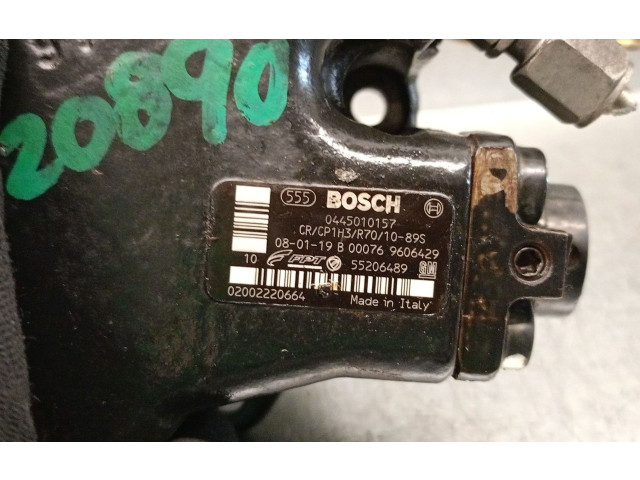 20890
555 BOSCH
0445010157
CR/CP1H3/R70/10-89S
08-01-19 B 00076 9606429
10 FPT 55206489 GM
02002220664 Made in Italy